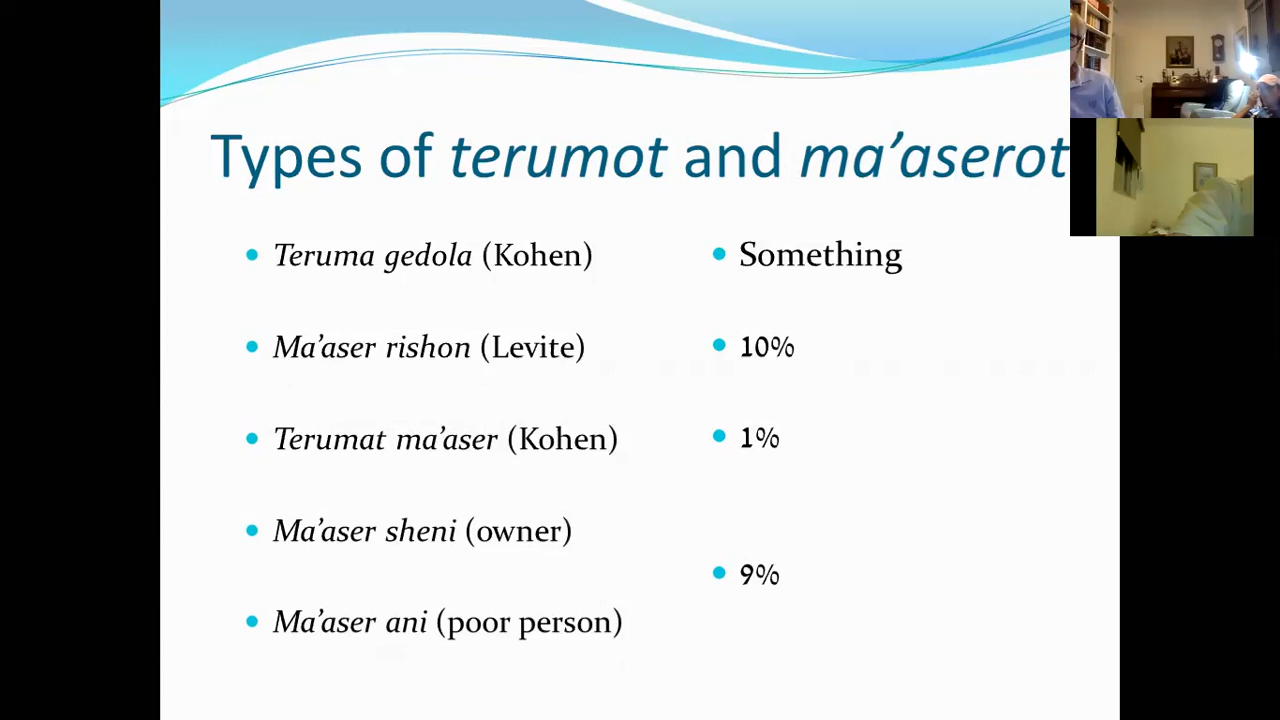 Types of terumot and ma’aserot
Teruma gedola (Kohen)
Something
Ma’aser rishon (Levite)
10%
Terumat ma’aser (Kohen)
1%
Ma’aser sheni (owner)
9%
Ma’aser ani (poor person)